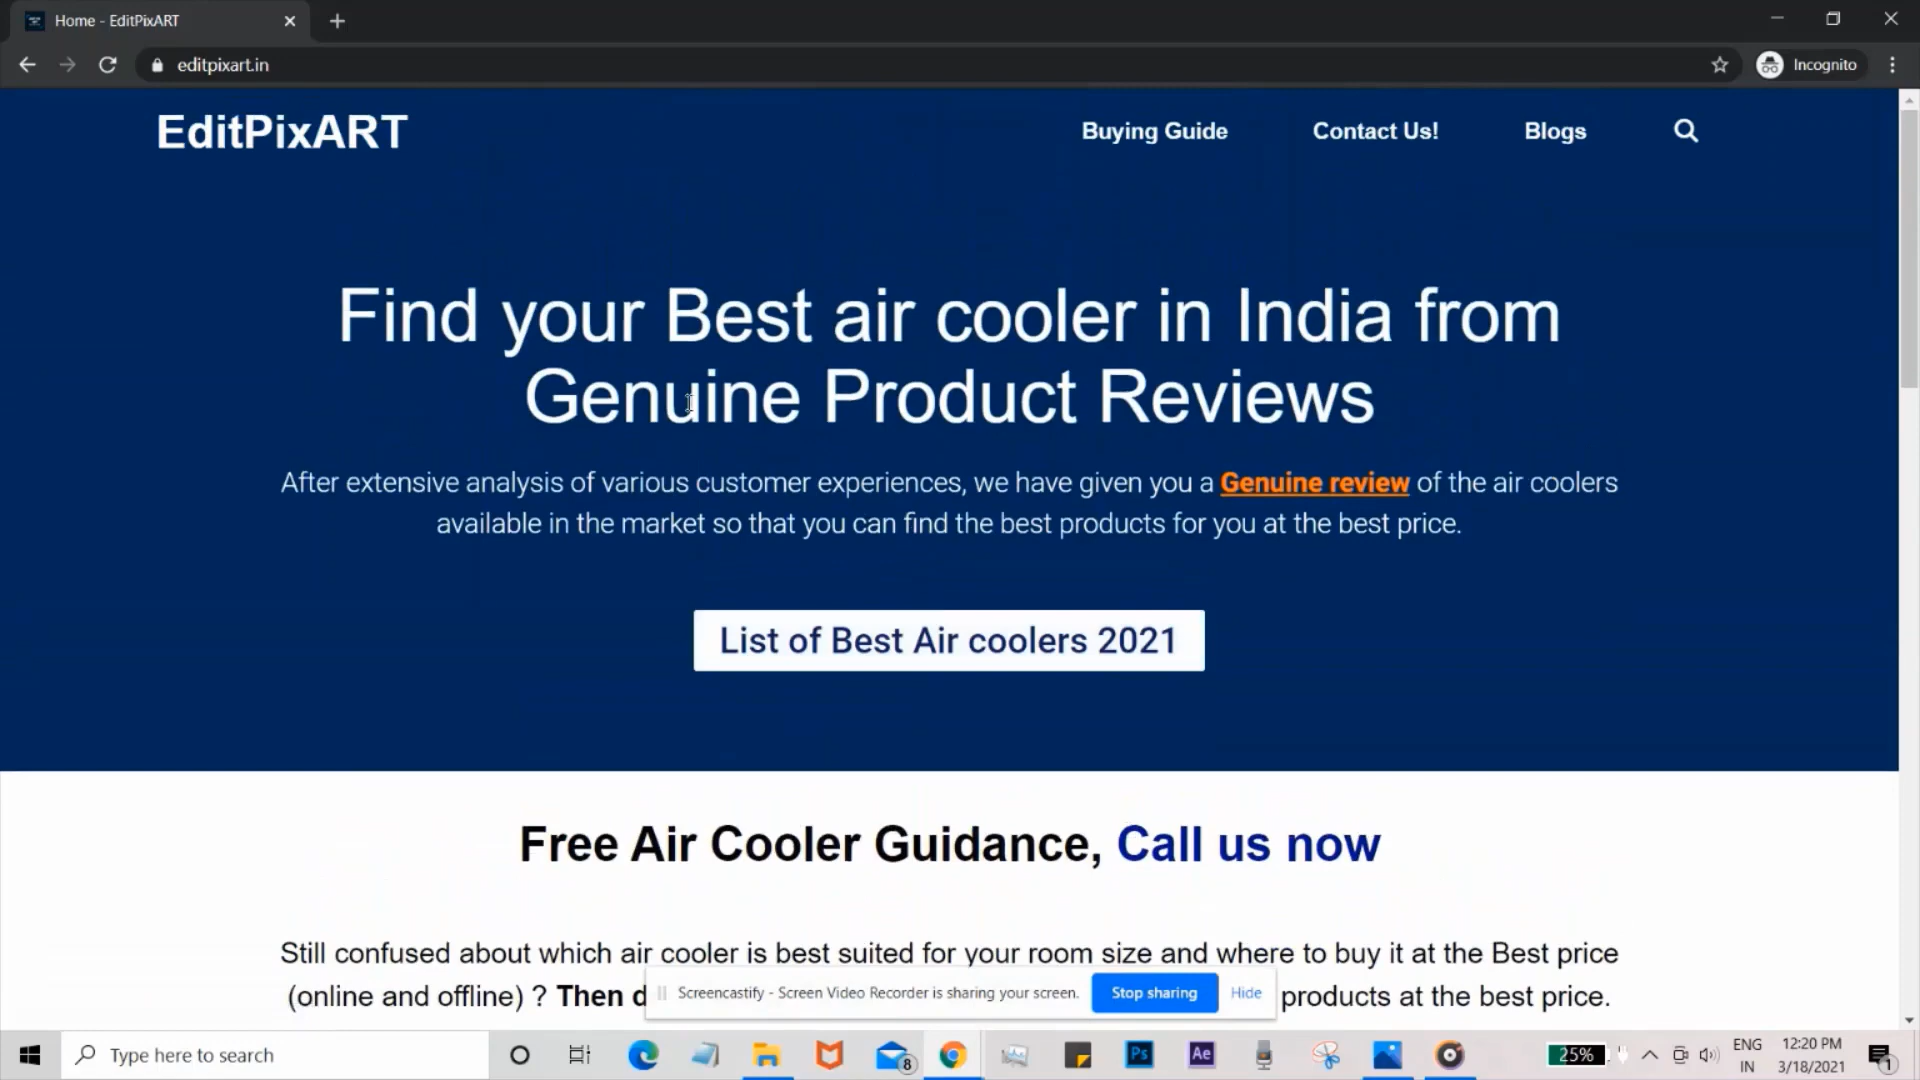 Home - EditPixART
editpixart.in
Incognito
EditPixART
Buying Guide
Contact Us!
Blogs
Find your Best air cooler in India from
Genuine Product Reviews
After extensive analysis of various customer experiences, we have given you a Genuine review of the air coolers
available in the market so that you can find the best products for you at the best price.
List of Best Air coolers 2021
Free Air Cooler Guidance, Call us now
Still confused about which air cooler is best suited for your room size and where to buy it at the Best price
(online and offline) ? Then d
products at the best price.
Screencastify - Screen Video Recorder is sharing your screen.
Stop sharing
Hide
Type here to search
8
Ps
Ae
25%
ENG
IN
12:20 PM
3/18/2021
1